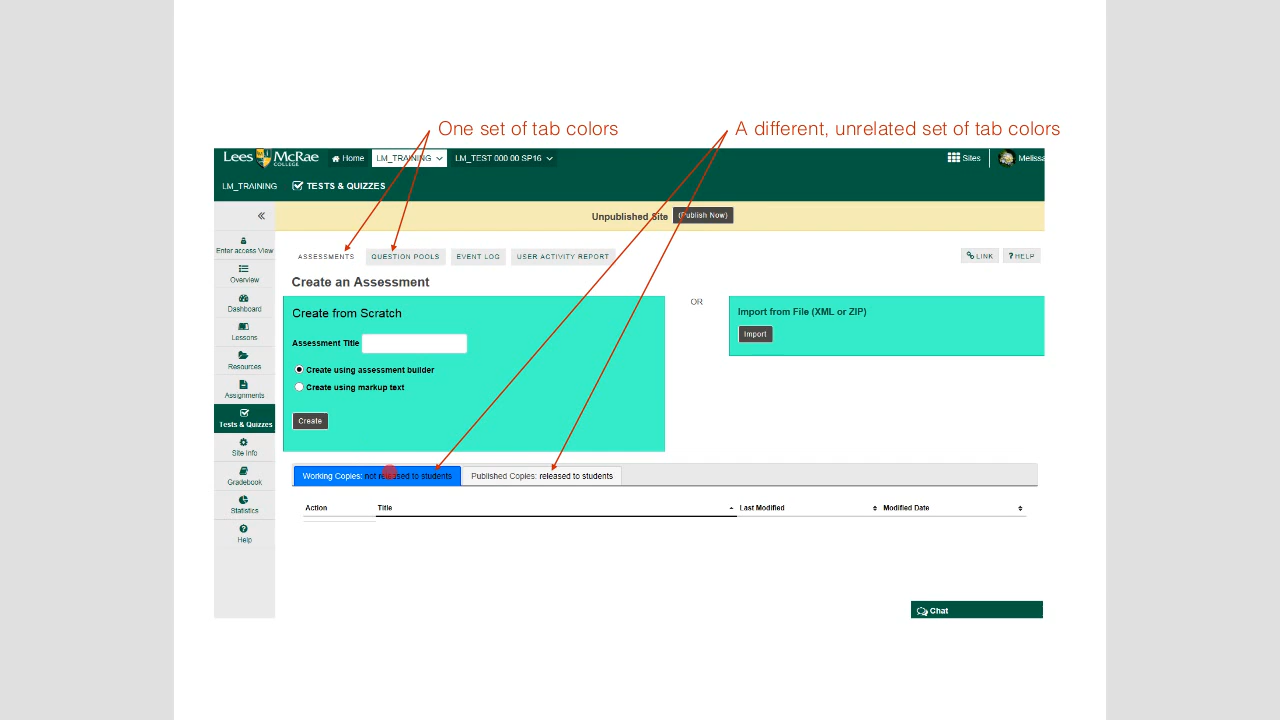 One set of tab colors
A different, unrelated set of tab colors
Lees McRae
COLLEGE
Home
LM_TRAINING
LM_TEST 000 00 SP16
Sites
Melissa
LM_TRAINING
TESTS & QUIZZES
Unpublished Site
(Publish Now)
Enter access View
Overview
Dashboard
Lessons
Resources
Assignments
Tests & Quizzes
Site Info
Gradebook
Statistics
Help
ASSESSMENTS
QUESTION POOLS
EVENT LOG
USER ACTIVITY REPORT
LINK
? HELP
Create an Assessment
Create from Scratch
Assessment Title
Create using assessment builder
Create using markup text
Create
OR
Import from File (XML or ZIP)
Import
Working Copies: not released to students
Published Copies: released to students
Action
Title
Last Modified
Modified Date
Chat